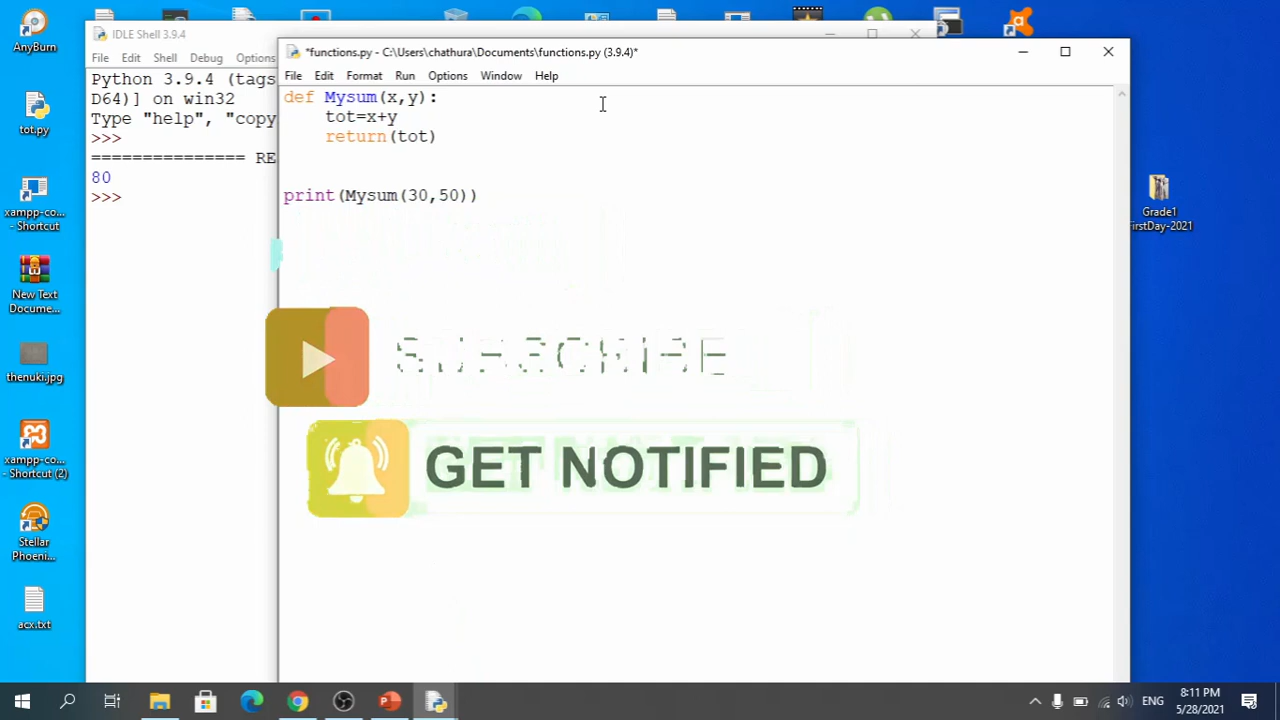 AnyBurn
tot.py
xampp-co...
- Shortcut
New Text
Docume...
thenuki.jpg
xampp-co...
- Shortcut (2)
Stellar
Phoeni...
acx.txt
IDLE Shell 3.9.4
File Edit Shell Debug Options
Python 3.9.4 (tags
D64)] on win32
Type "help", "copy
>>>
=============== RE
80
>>>
*functions.py - C:\Users\chathura\Documents\functions.py (3.9.4)*
File Edit Format Run Options Window Help
def Mysum(x,y):
    tot=x+y
    return(tot)
print(Mysum(30,50))
SUBSCRIBE
GET NOTIFIED
Grade1
FirstDay-2021
ENG
8:11 PM
5/28/2021